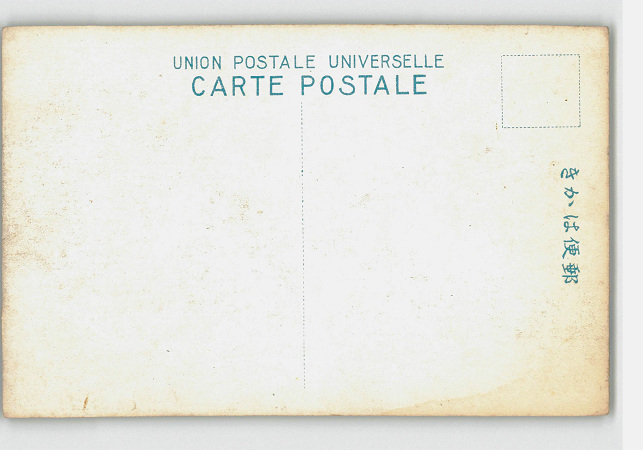 UNION POSTALE UNIVERSELLE
CARTE POSTALE
きかは便郵